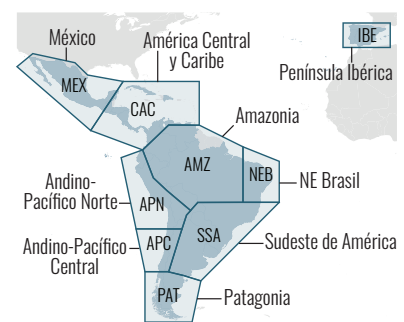 México
América Central
y Caribe
IBE
Península Ibérica
MEX
CAC
Amazonia
AMZ
NEB
NE Brasil
Andino-
Pacífico Norte
APN
Andino-Pacífico
Central
APC
SSA
Sudeste de América
PAT
Patagonia